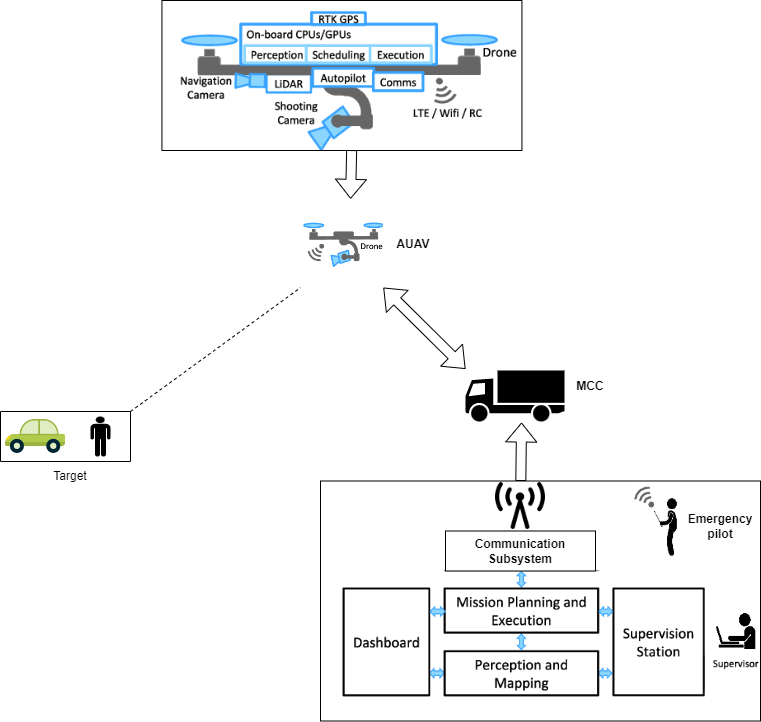 RTK GPS
On-board CPUs/GPUs
Perception
Scheduling
Execution
Drone
Navigation
Camera
LiDAR
Autopilot
Comms
Shooting
Camera
LTE / Wifi / RC
Drone
AUAV
MCC
Target
Emergency
pilot
Communication
Subsystem
Mission Planning and
Execution
Dashboard
Supervision
Station
Perception and
Mapping
Supervisor